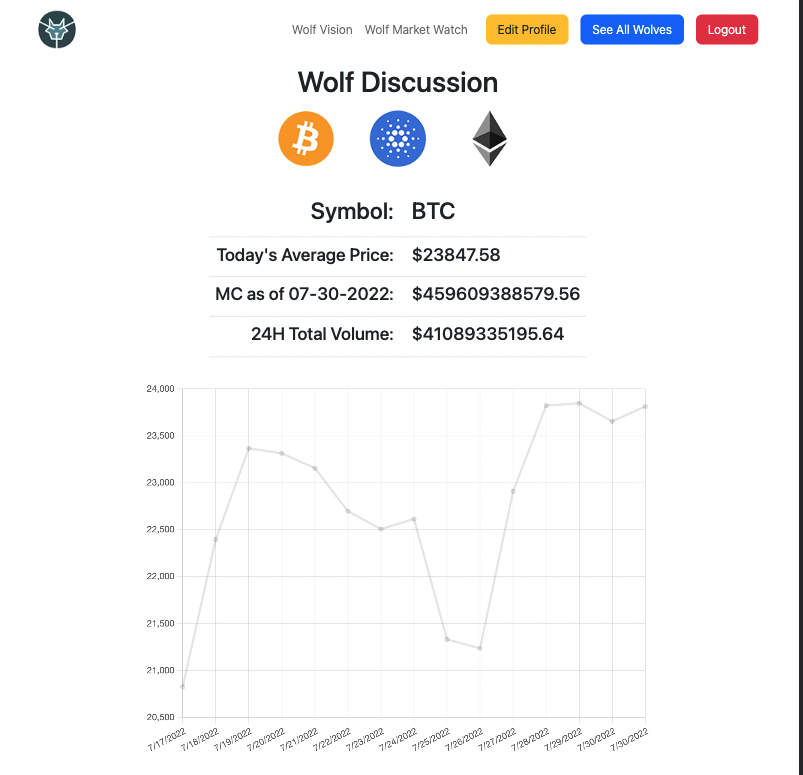 Wolf Vision Wolf Market Watch Edit Profile See All Wolves Logout
Wolf Discussion
Symbol: BTC
Today's Average Price: $23847.58
MC as of 07-30-2022: $459609388579.56
24H Total Volume: $41089335195.64
24,000
23,500
23,000
22,500
22,000
21,500
21,000
20,500
7/17/2022 7/18/2022 7/19/2022 7/20/2022 7/21/2022 7/22/2022 7/23/2022 7/24/2022 7/25/2022 7/26/2022 7/27/2022 7/28/2022 7/29/2022 7/30/2022 7/30/2022